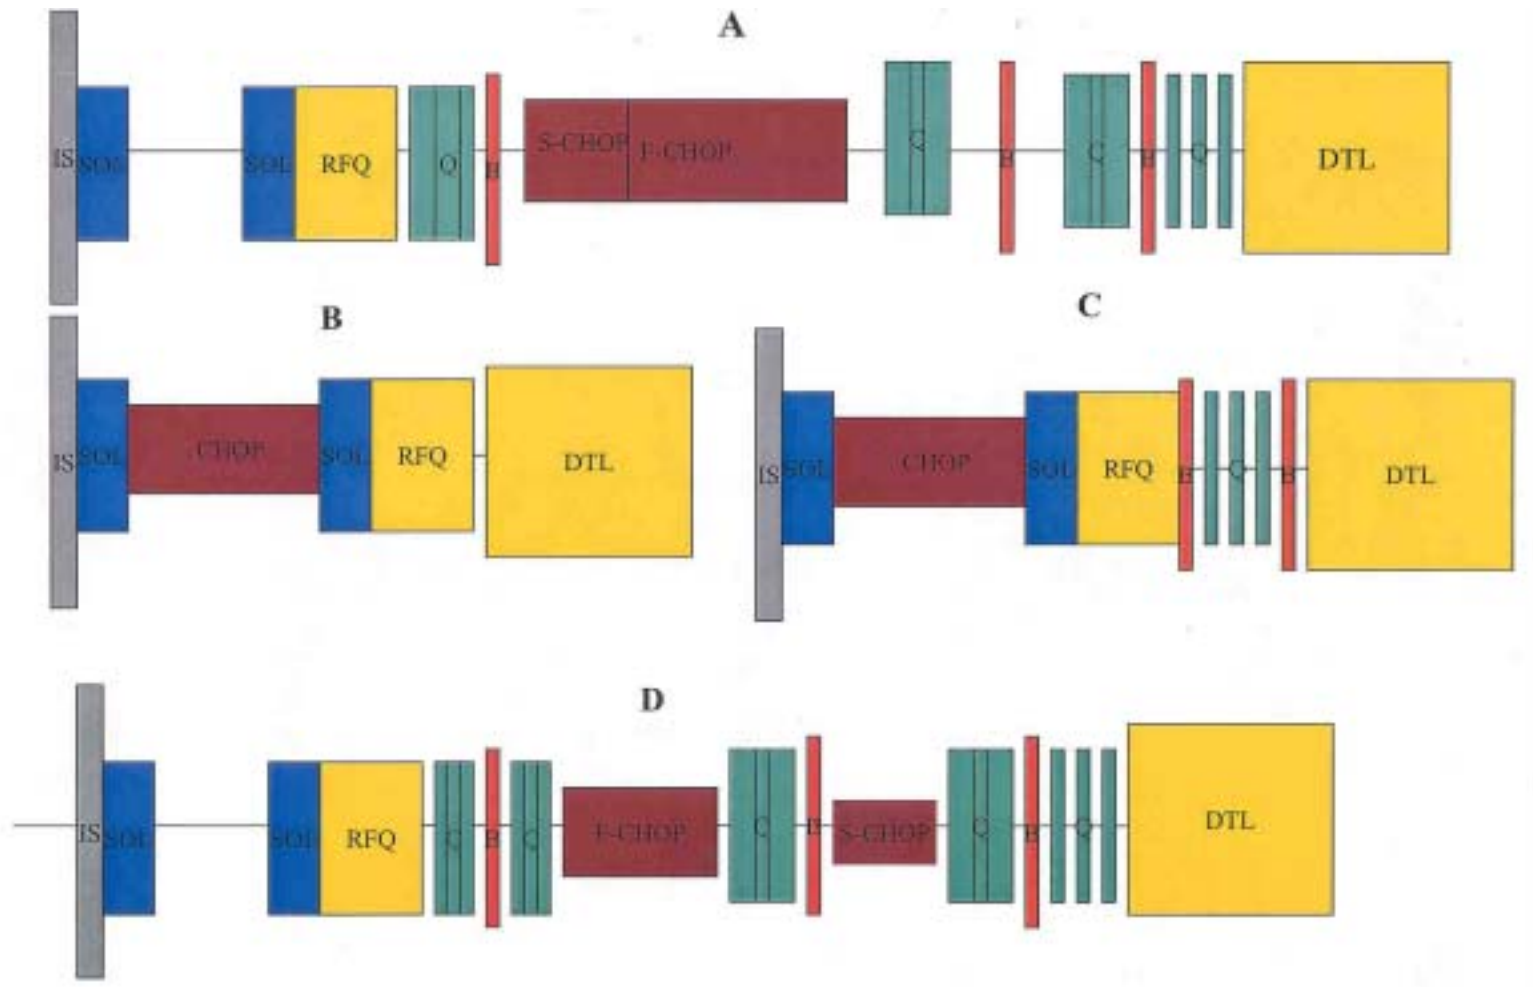 A
IS SOL SOL RFQ Q B S-CHOP F-CHOP Q B Q B Q DTL
B
IS SOL CHOP SOL RFQ DTL
C
IS SOL CHOP SOL RFQ B Q B DTL
D
IS SOL SOL RFQ Q B Q F-CHOP Q B S-CHOP Q B Q DTL